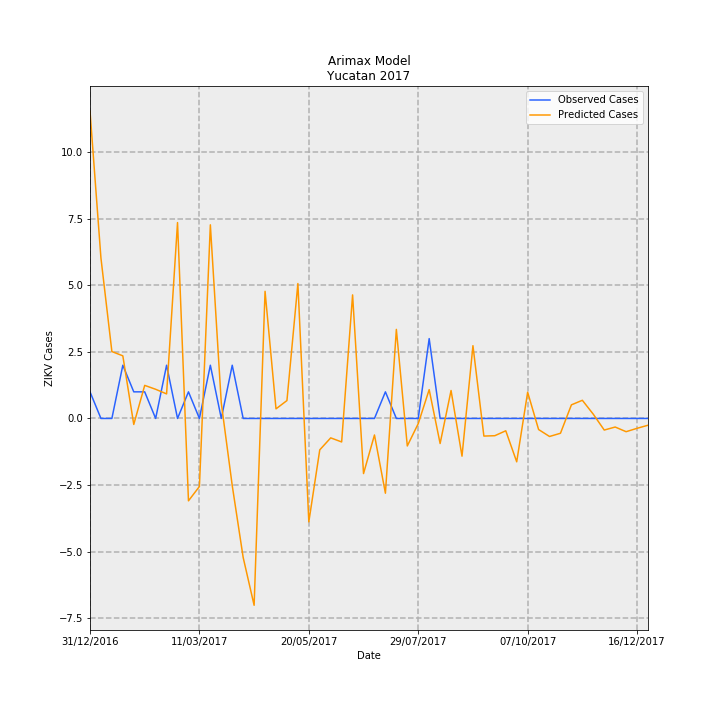 Arimax Model
Yucatan 2017
Observed Cases
Predicted Cases
10.0
7.5
5.0
2.5
0.0
−2.5
−5.0
−7.5
ZIKV Cases
31/12/2016 11/03/2017 20/05/2017 29/07/2017 07/10/2017 16/12/2017
Date